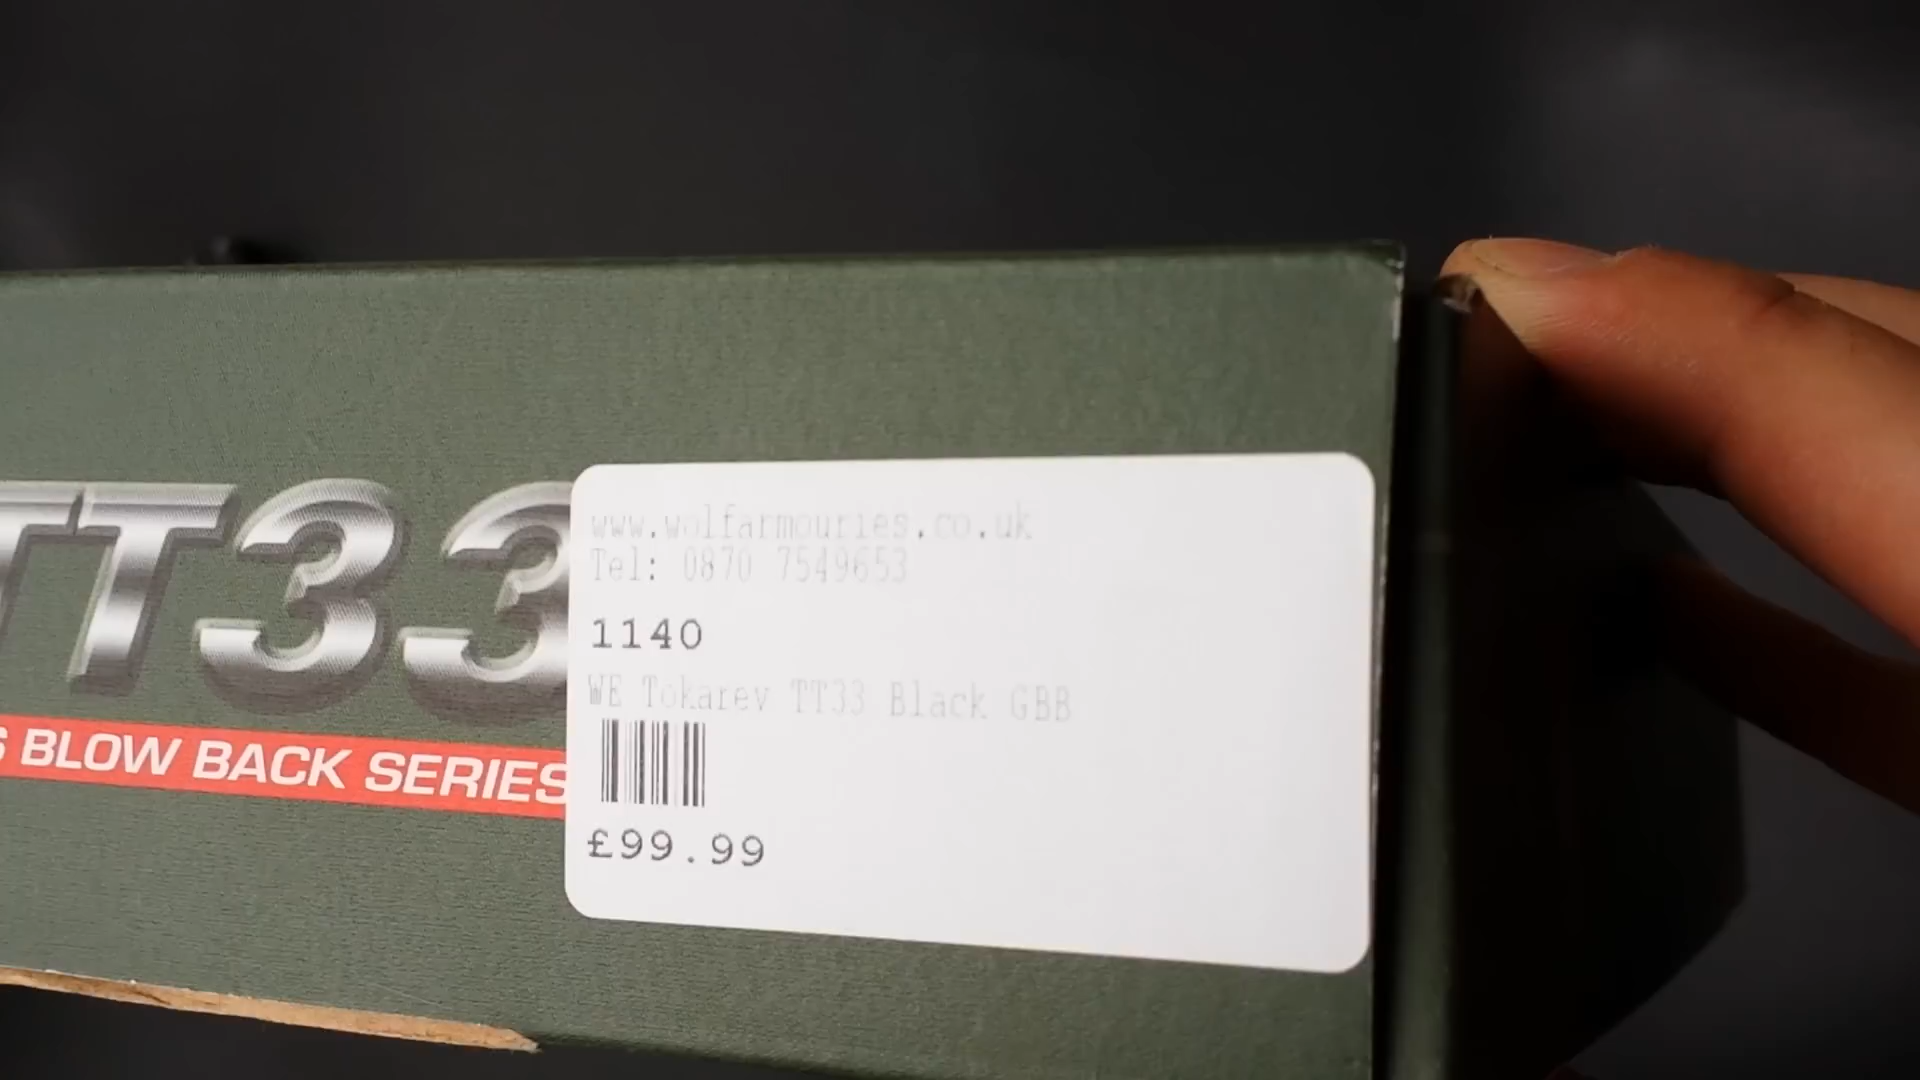 TT33
S BLOW BACK SERIES
www.wolfarmouries.co.uk
Tel: 0870 7549653
1140
WE Tokarev TT33 Black GBB
£99.99